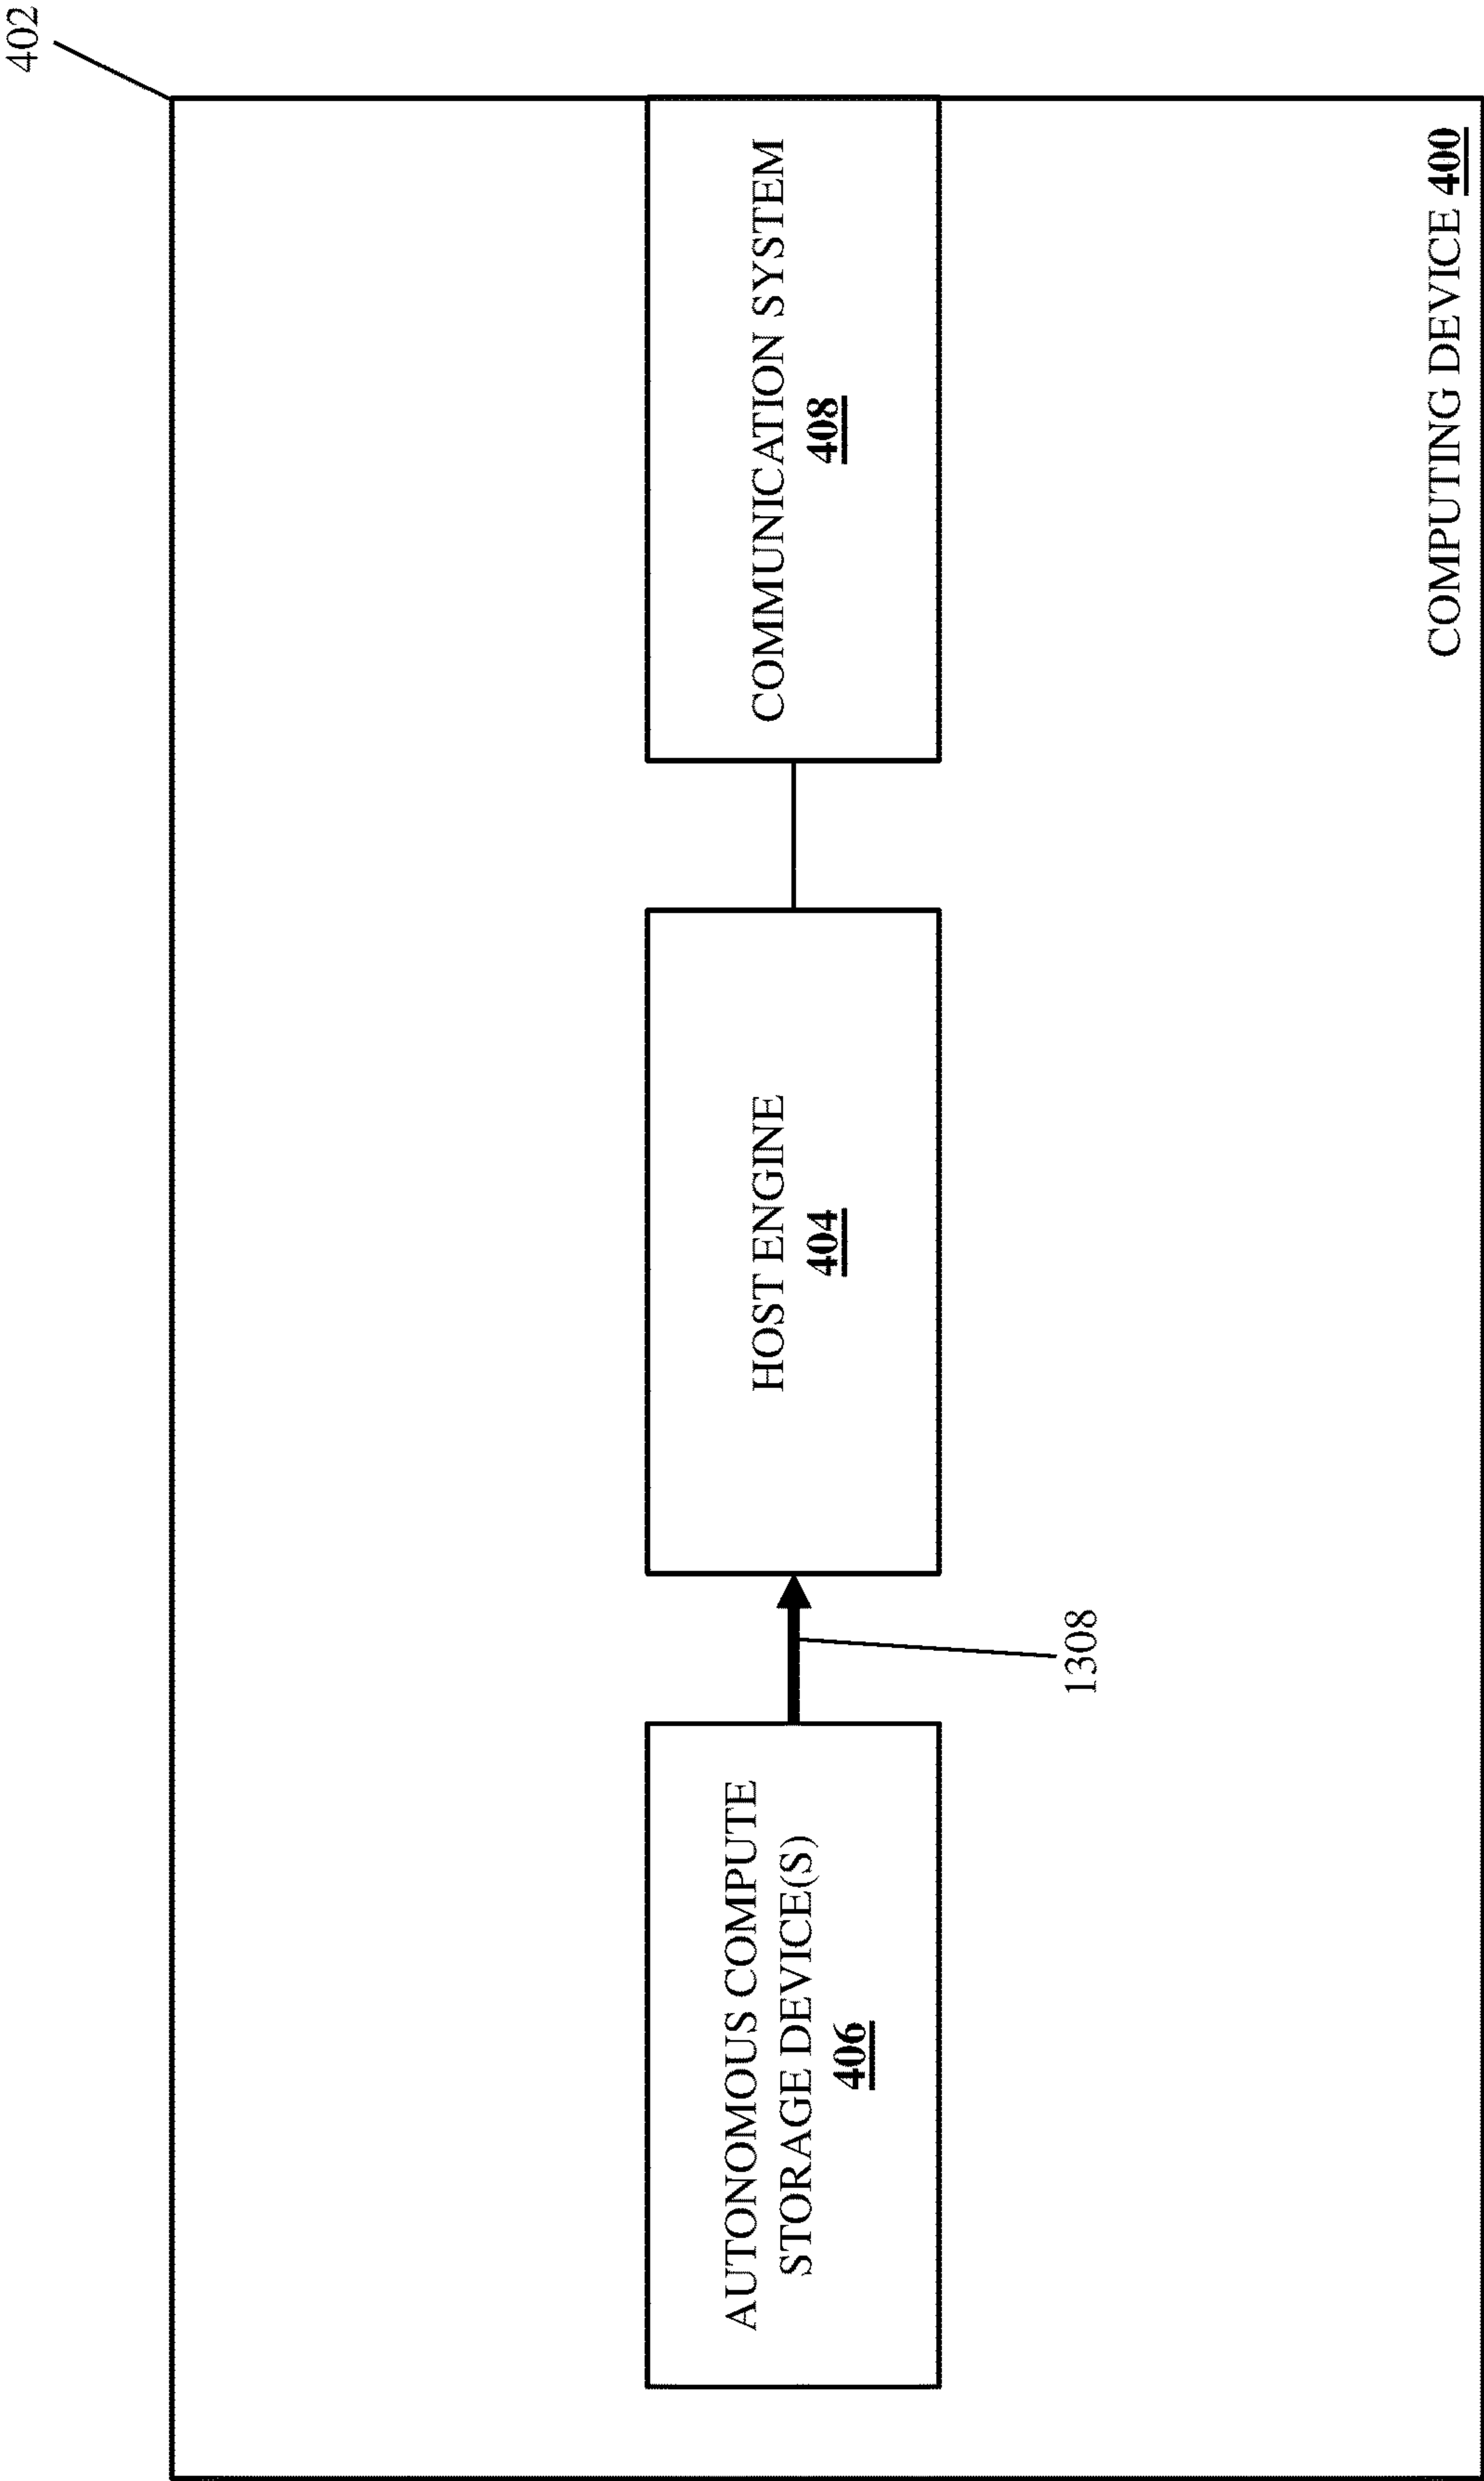 402
AUTONOMOUS COMPUTE
STORAGE DEVICE(S)
406
1308
HOST ENGINE
404
COMMUNICATION SYSTEM
408
COMPUTING DEVICE 400